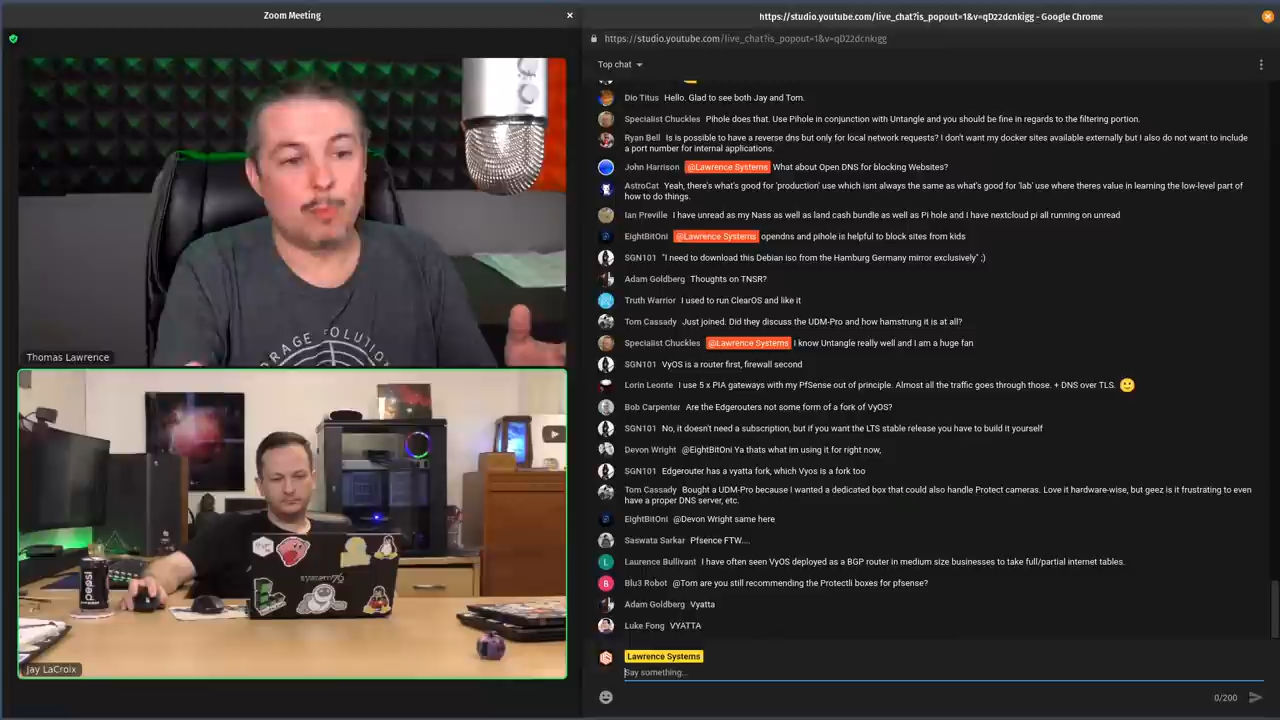 Zoom Meeting
https://studio.youtube.com/live_chat?is_popout=1&v=qD22dcnkigg - Google Chrome
https://studio.youtube.com/live_chat?is_popout=1&v=qD22dcnkigg
Top chat
Dio Titus Hello. Glad to see both Jay and Tom.
Specialist Chuckles Pihole does that. Use Pihole in conjunction with Untangle and you should be fine in regards to the filtering portion.
Ryan Bell Is is possible to have a reverse dns but only for local network requests? I don't want my docker sites available externally but I also do not want to include
a port number for internal applications.
John Harrison @Lawrence Systems What about Open DNS for blocking Websites?
AstroCat Yeah, there's what's good for 'production' use which isnt always the same as what's good for 'lab' use where theres value in learning the low-level part of
how to do things.
Ian Preville I have unread as my Nass as well as land cash bundle as well as Pi hole and I have nextcloud pi all running on unread
EightBitOni @Lawrence Systems opendns and pihole is helpful to block sites from kids
SGN101 "I need to download this Debian iso from the Hamburg Germany mirror exclusively" ;)
Adam Goldberg Thoughts on TNSR?
Truth Warrior I used to run ClearOS and like it
Tom Cassady Just joined. Did they discuss the UDM-Pro and how hamstrung it is at all?
Specialist Chuckles @Lawrence Systems I know Untangle really well and I am a huge fan
SGN101 VyOS is a router first, firewall second
Lorin Leonte I use 5 x PIA gateways with my PfSense out of principle. Almost all the traffic goes through those. + DNS over TLS. 🙂
Bob Carpenter Are the Edgerouters not some form of a fork of VyOS?
SGN101 No, it doesn't need a subscription, but if you want the LTS stable release you have to build it yourself
Devon Wright @EightBitOni Ya thats what im using it for right now,
SGN101 Edgerouter has a vyatta fork, which Vyos is a fork too
Tom Cassady Bought a UDM-Pro because I wanted a dedicated box that could also handle Protect cameras. Love it hardware-wise, but geez is it frustrating to even
have a proper DNS server, etc.
EightBitOni @Devon Wright same here
Saswata Sarkar Pfsence FTW....
L Laurence Bullivant I have often seen VyOS deployed as a BGP router in medium size businesses to take full/partial internet tables.
B Blu3 Robot @Tom are you still recommending the Protectli boxes for pfsense?
Adam Goldberg Vyatta
Luke Fong VYATTA
Lawrence Systems
Say something...
0/200
Thomas Lawrence
pepsi
system76
Jay LaCroix